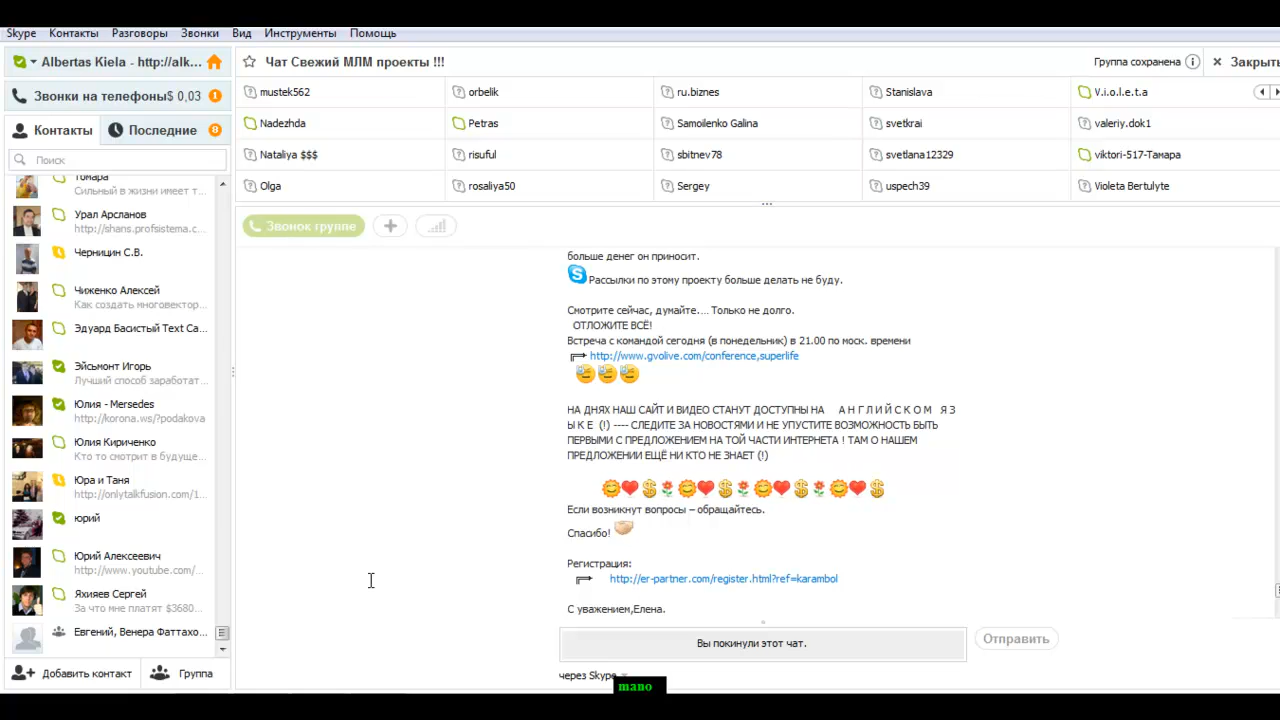 Skype Контакты Разговоры Звонки Вид Инструменты Помощь
Albertas Kiela - http://alk...
Звонки на телефоны $ 0,03 1
Контакты Последние 8
Поиск
Томара
Сильный в жизни имеет т...
Урал Арсланов
http://shans.profsistema.c...
Черницин С.В.
Чиженко Алексей
Как создать многовектор...
Эдуард Басистый Text Ca...
Эйсьмонт Игорь
Лучший способ заработат...
Юлия - Mersedes
http://korona.ws/?podakova
Юлия Кириченко
Кто то смотрит в будуще...
Юра и Таня
http://onlytalkfusion.com/1...
юрий
Юрий Алексеевич
http://www.youtube.com/...
Яхияев Сергей
За что мне платят $3680...
Евгений, Венера Фаттахо...
Добавить контакт Группа
Чат Свежий МЛМ проекты !!! Группа сохранена Закрыть
mustek562 orbelik ru.biznes Stanislava V.i.o.l.e.t.a
Nadezhda Petras Samoilenko Galina svetkrai valeriy.dok1
Nataliya $$$ risuful sbitnev78 svetlana12329 viktori-517-Тамара
Olga rosaliya50 Sergey uspech39 Violeta Bertulyte
Звонок группе
больше денег он приносит.
Рассылки по этому проекту больше делать не буду.
Смотрите сейчас, думайте.... Только не долго.
ОТЛОЖИТЕ ВСЁ!
Встреча с командой сегодня (в понедельник) в 21.00 по моск. времени
http://www.gvolive.com/conference,superlife
НА ДНЯХ НАШ САЙТ И ВИДЕО СТАНУТ ДОСТУПНЫ НА А Н Г Л И Й С К О М Я З
Ы К Е (!) ---- СЛЕДИТЕ ЗА НОВОСТЯМИ И НЕ УПУСТИТЕ ВОЗМОЖНОСТЬ БЫТЬ
ПЕРВЫМИ С ПРЕДЛОЖЕНИЕМ НА ТОЙ ЧАСТИ ИНТЕРНЕТА ! ТАМ О НАШЕМ
ПРЕДЛОЖЕНИИ ЕЩЁ НИ КТО НЕ ЗНАЕТ (!)
Если возникнут вопросы – обращайтесь.
Спасибо!
Регистрация:
http://er-partner.com/register.html?ref=karambol
С уважением,Елена.
Вы покинули этот чат.
Отправить
через Skype
mano